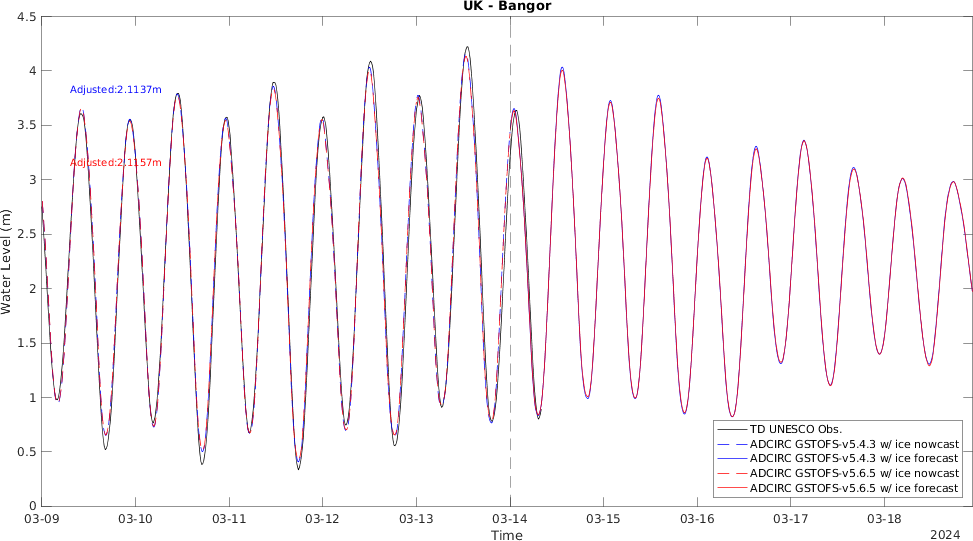 UK - Bangor
4.5
4
3.5
3
2.5
2
1.5
1
0.5
0
Water Level (m)
Adjusted:2.1137m
Adjusted:2.1157m
TD UNESCO Obs.
ADCIRC GSTOFS-v5.4.3 w/ ice nowcast
ADCIRC GSTOFS-v5.4.3 w/ ice forecast
ADCIRC GSTOFS-v5.6.5 w/ ice nowcast
ADCIRC GSTOFS-v5.6.5 w/ ice forecast
03-09 03-10 03-11 03-12 03-13 03-14 03-15 03-16 03-17 03-18
Time
2024